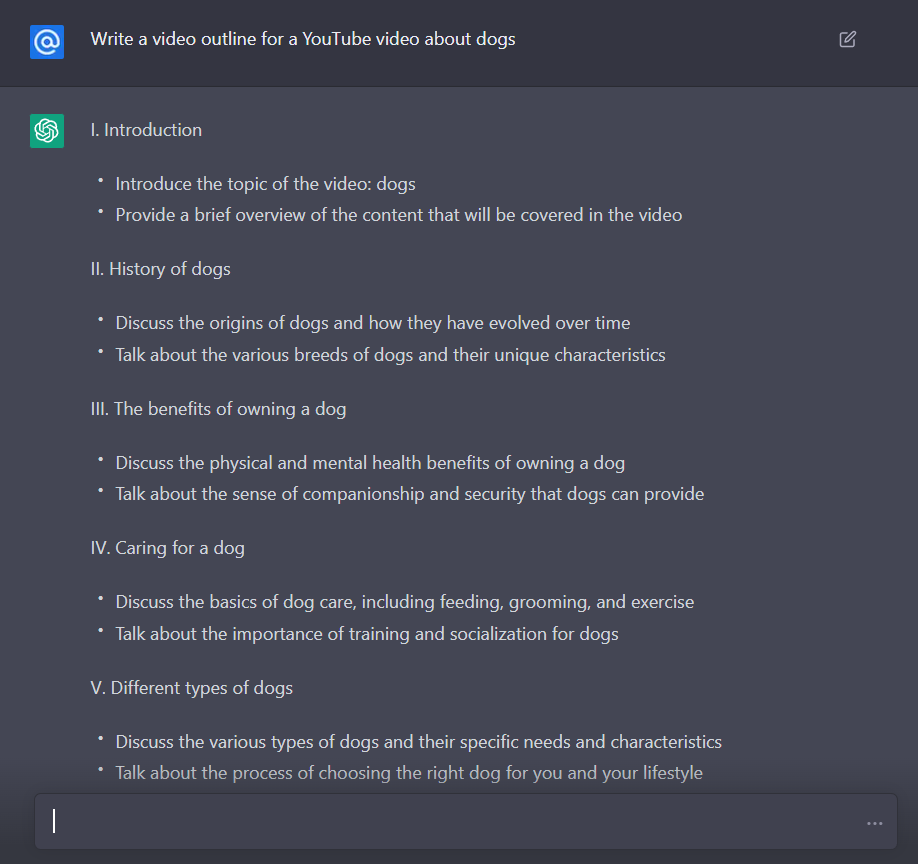 Write a video outline for a YouTube video about dogs
I. Introduction
• Introduce the topic of the video: dogs
• Provide a brief overview of the content that will be covered in the video
II. History of dogs
• Discuss the origins of dogs and how they have evolved over time
• Talk about the various breeds of dogs and their unique characteristics
III. The benefits of owning a dog
• Discuss the physical and mental health benefits of owning a dog
• Talk about the sense of companionship and security that dogs can provide
IV. Caring for a dog
• Discuss the basics of dog care, including feeding, grooming, and exercise
• Talk about the importance of training and socialization for dogs
V. Different types of dogs
• Discuss the various types of dogs and their specific needs and characteristics
• Talk about the process of choosing the right dog for you and your lifestyle